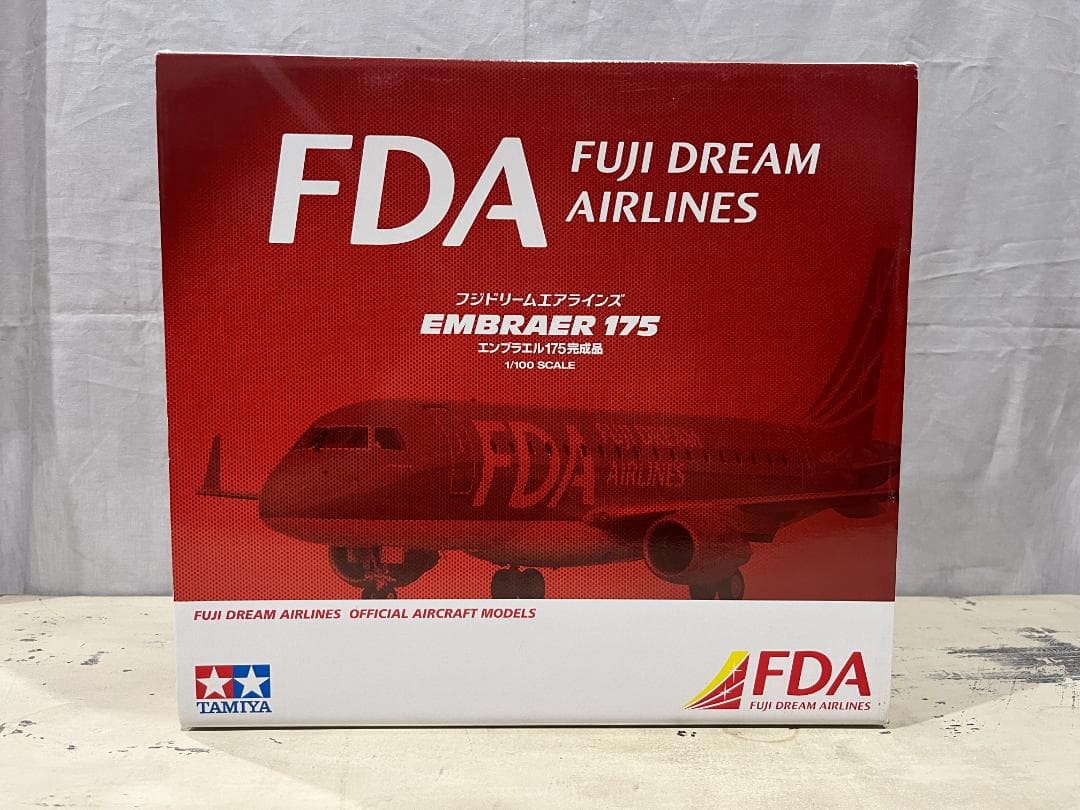 FDA
FUJI DREAM
AIRLINES
フジドリームエアラインズ
EMBRAER 175
エンブラエル175完成品
1/100 SCALE
FDA
FUJI DREAM
AIRLINES
FUJI DREAM AIRLINES OFFICIAL AIRCRAFT MODELS
TAMIYA
FDA
FUJI DREAM AIRLINES